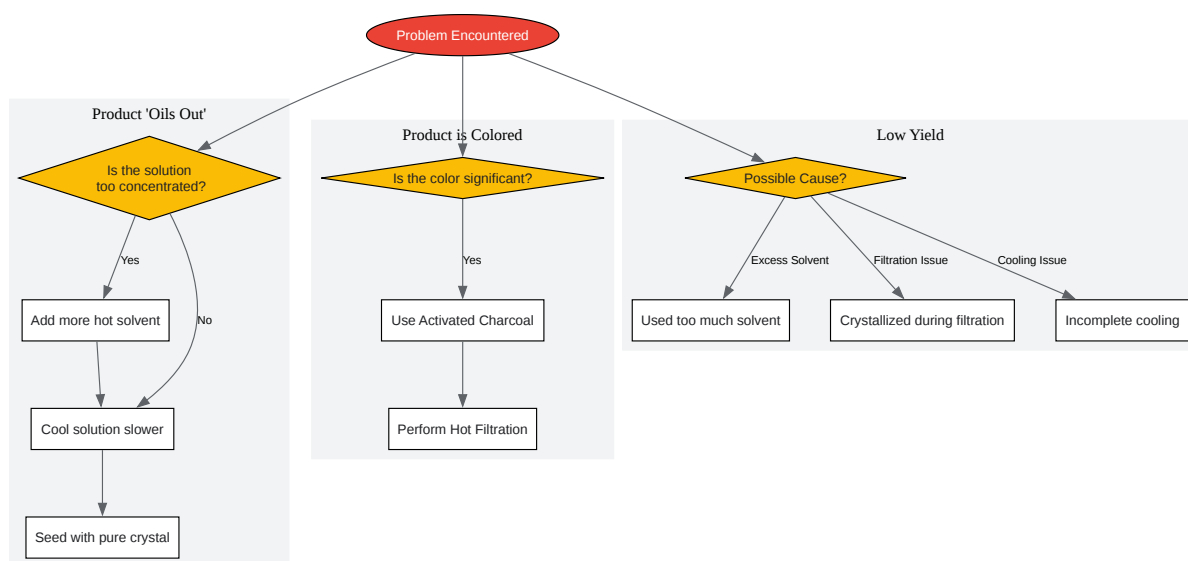 Problem Encountered
Product 'Oils Out'
Is the solution
too concentrated?
Yes
No
Add more hot solvent
Cool solution slower
Seed with pure crystal
Product is Colored
Is the color significant?
Yes
Use Activated Charcoal
Perform Hot Filtration
Low Yield
Possible Cause?
Excess Solvent
Filtration Issue
Cooling Issue
Used too much solvent
Crystallized during filtration
Incomplete cooling